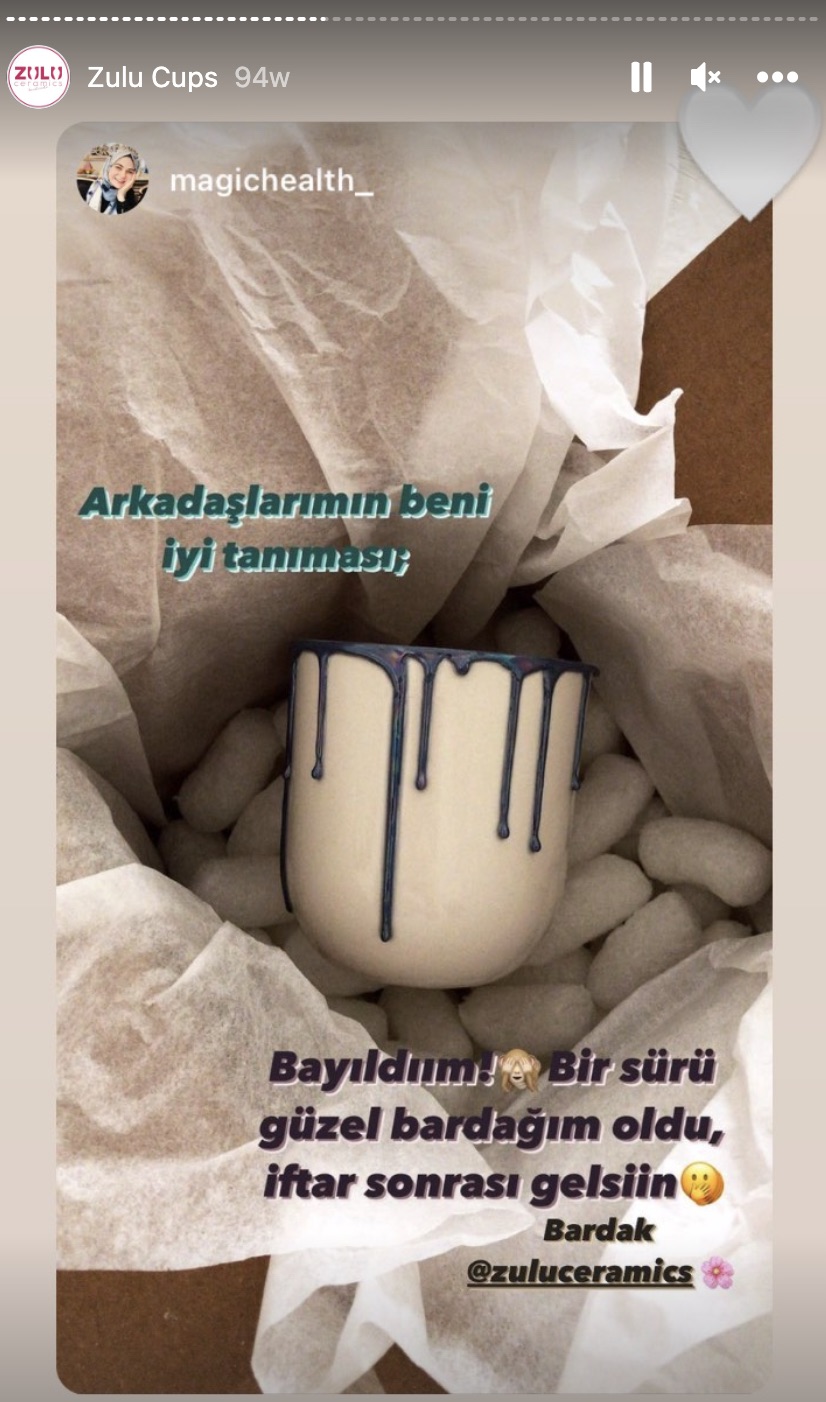 ZULU
ceramics
Zulu Cups 94w
magichealth_
Arkadaşlarımın beni
iyi tanıması;
Bayıldıım!🙈 Bir sürü
güzel bardağım oldu,
iftar sonrası gelsiin🤭
Bardak
@zuluceramics 🌸